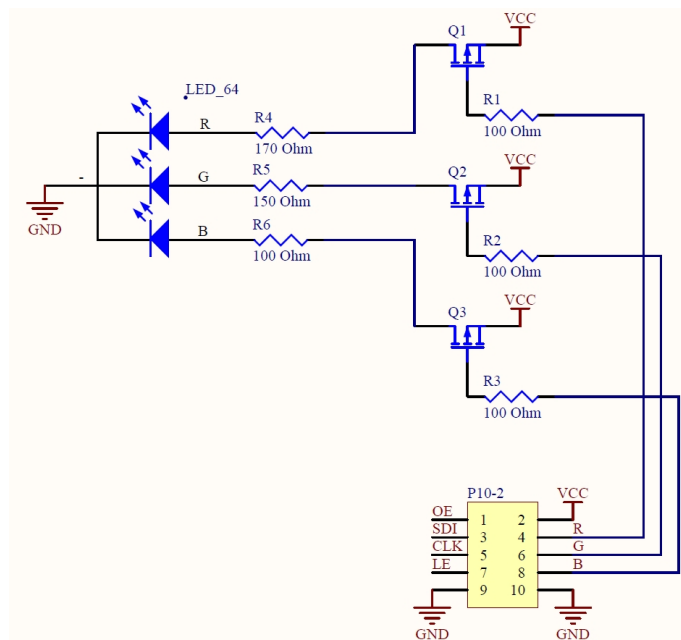 VCC
Q1
LED_64
R1
100 Ohm
R
R4
170 Ohm
VCC
-
G
R5
150 Ohm
Q2
GND
B
R6
100 Ohm
R2
100 Ohm
VCC
Q3
R3
100 Ohm
P10-2
VCC
OE 1 2
SDI 3 4 R
CLK 5 6 G
LE 7 8 B
9 10
GND GND